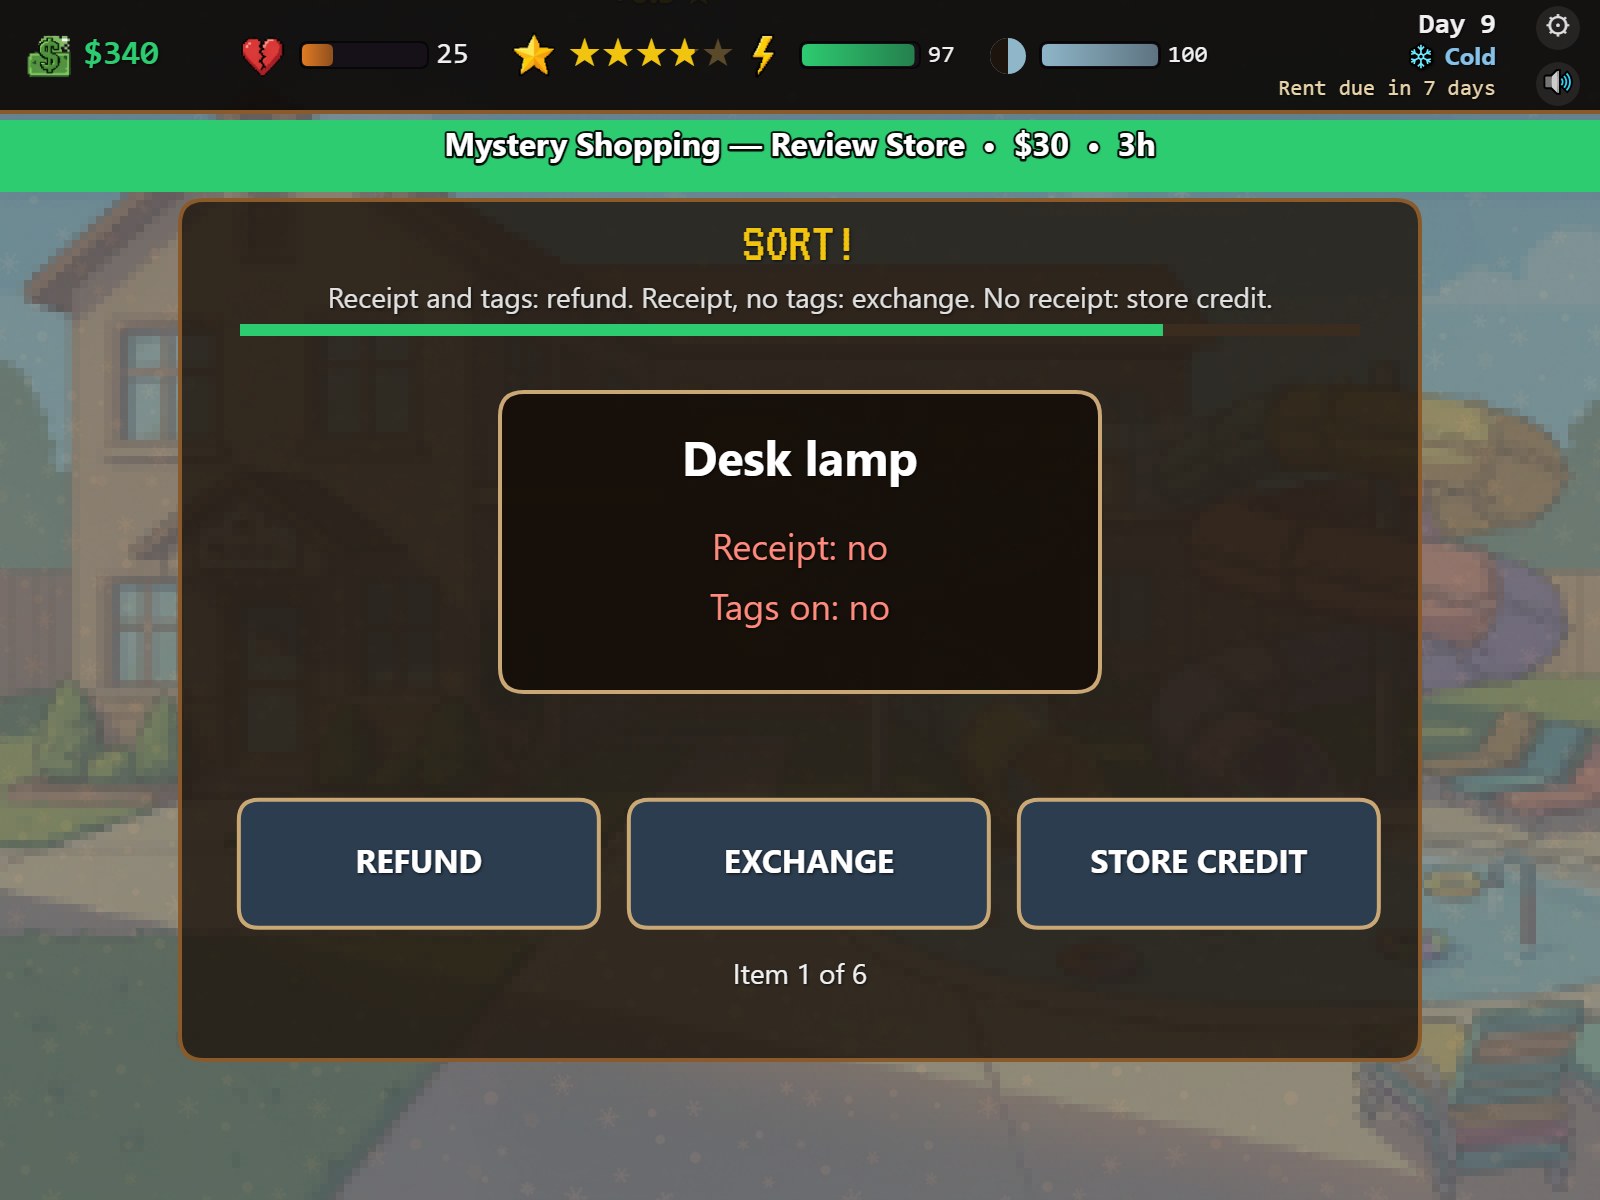 $340
25
97
100
Day 9
Cold
Rent due in 7 days
Mystery Shopping — Review Store • $30 • 3h
SORT!
Receipt and tags: refund. Receipt, no tags: exchange. No receipt: store credit.
Desk lamp
Receipt: no
Tags on: no
REFUND
EXCHANGE
STORE CREDIT
Item 1 of 6